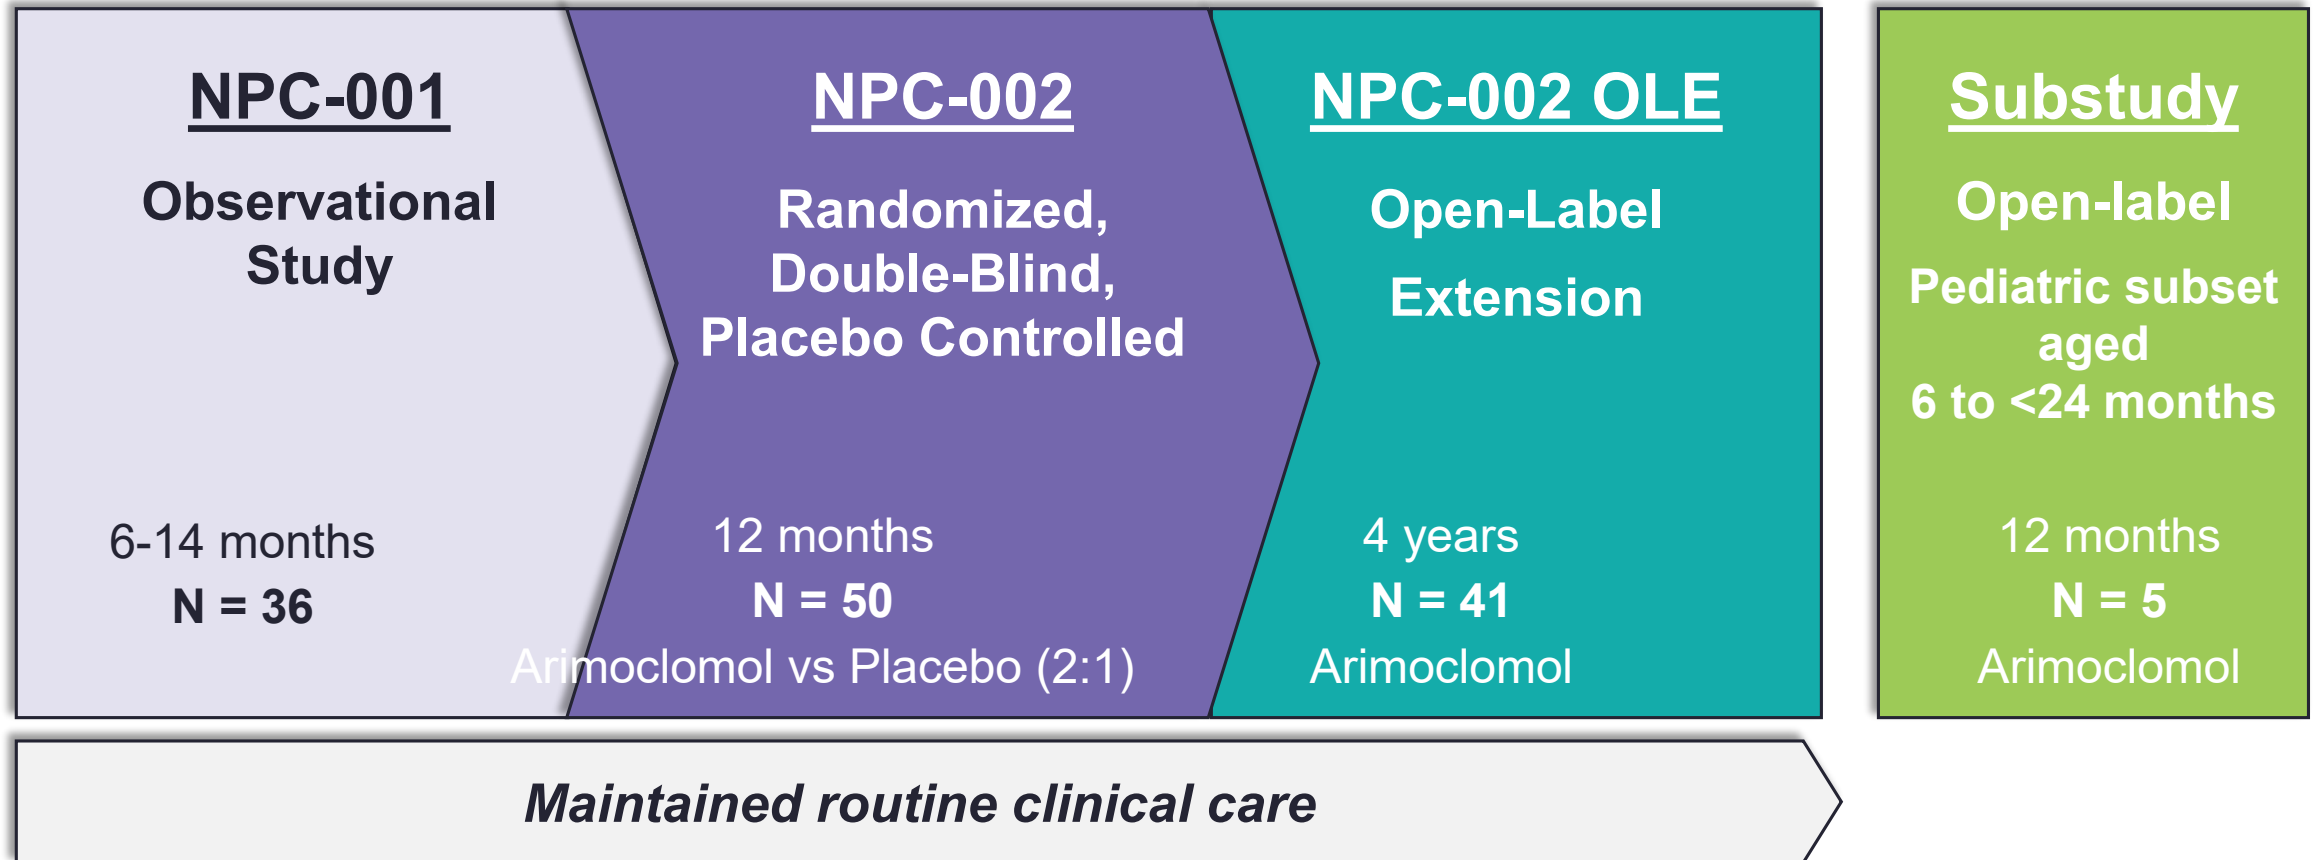 NPC-001
Observational
Study
6-14 months
N = 36
NPC-002
Randomized,
Double-Blind,
Placebo Controlled
12 months
N = 50
Arimoclomol vs Placebo (2:1)
NPC-002 OLE
Open-Label
Extension
4 years
N = 41
Arimoclomol
Substudy
Open-label
Pediatric subset
aged
6 to <24 months
12 months
N = 5
Arimoclomol
Maintained routine clinical care